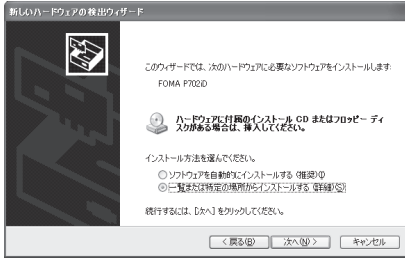 新しいハードウェアの検出ウィザード
このウィザードでは、次のハードウェアに必要なソフトウェアをインストールします:
FOMA P702iD
ハードウェアに付属のインストール CD またはフロッピー ディ
スクがある場合は、挿入してください。
インストール方法を選んでください。
ソフトウェアを自動的にインストールする (推奨)(I)
一覧または特定の場所からインストールする (詳細)(S)
続行するには、[次へ] をクリックしてください。
< 戻る(B) 次へ(N) > キャンセル